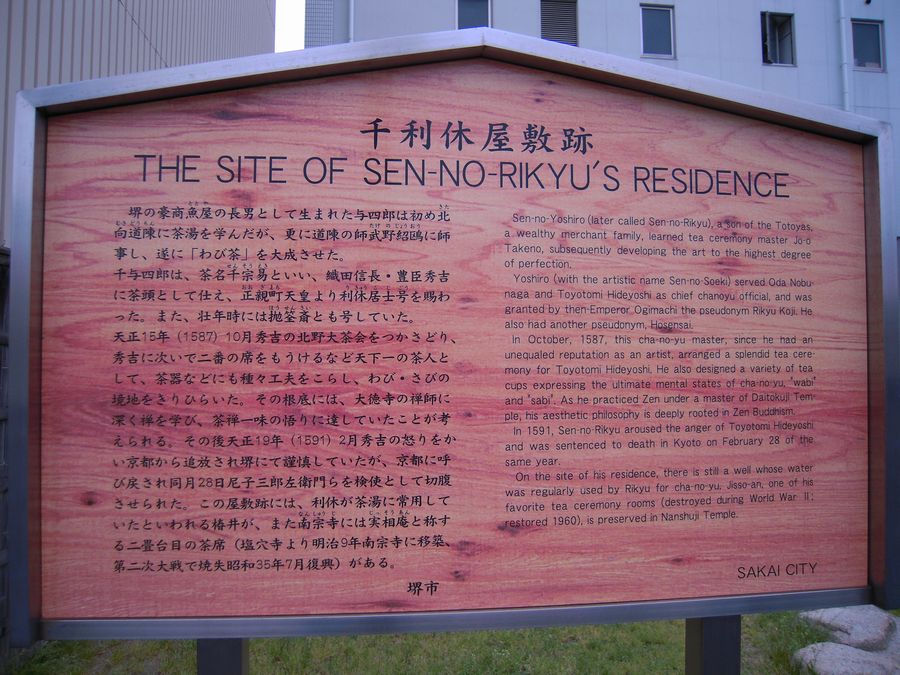 千利休屋敷跡
THE SITE OF SEN-NO-RIKYU'S RESIDENCE
堺の豪商魚屋の長男として生まれた与四郎は初め北
向道陳に茶湯を学んだが、更に道陳の師武野紹鴎に師
事し、遂に「わび茶」を大成させた。
千与四郎は、茶名千宗易といい、織田信長・豊臣秀吉
に茶頭として仕え、正親町天皇より利休居士号を賜わ
った。また、壮年時には抛筌斎とも号していた。
天正15年（1587）10月秀吉の北野大茶会をつかさどり、
秀吉に次いで二番の席をもうけるなど天下一の茶人と
して、茶器などにも種々工夫をこらし、わび・さびの
境地をきりひらいた。その根底には、大徳寺の禅師に
深く禅を学び、茶禅一味の悟りに達していたことが考
えられる。その後天正19年（1591）2月秀吉の怒りをか
い京都から追放され堺にて謹慎していたが、京都に呼
び戻され同月28日尼子三郎左衛門らを検使として切腹
させられた。この屋敷跡には、利休が茶湯に常用して
いたといわれる椿井が、また南宗寺には実相庵と称す
る二畳台目の茶席（塩穴寺より明治9年南宗寺に移築、
第二次大戦で焼失昭和35年7月復興）がある。
堺市
Sen-no-Yoshiro (later called Sen-no-Rikyu), a son of the Totoyas,
a wealthy merchant family, learned tea ceremony master Jo-o
Takeno, subsequently developing the art to the highest degree
of perfection.
Yoshiro (with the artistic name Sen-no-Soeki) served Oda Nobu-
naga and Toyotomi Hideyoshi as chief chanoyu official, and was
granted by then-Emperor Ogimachi the pseudonym Rikyu Koji. He
also had another pseudonym, Hosensai.
In October, 1587, this cha-no-yu master, since he had an
unequaled reputation as an artist, arranged a splendid tea cere-
mony for Toyotomi Hideyoshi. He also designed a variety of tea
cups expressing the ultimate mental states of cha-no-yu, "wabi"
and "sabi". As he practiced Zen under a master of Daitokuji Tem-
ple, his aesthetic philosophy is deeply rooted in Zen Buddhism.
In 1591, Sen-no-Rikyu aroused the anger of Toyotomi Hideyoshi
and was sentenced to death in Kyoto on February 28 of the
same year.
On the site of his residence, there is still a well whose water
was regularly used by Rikyu for cha-no-yu. Jisso-an, one of his
favorite tea ceremony rooms (destroyed during World War II;
restored 1960), is preserved in Nanshuji Temple.
SAKAI CITY